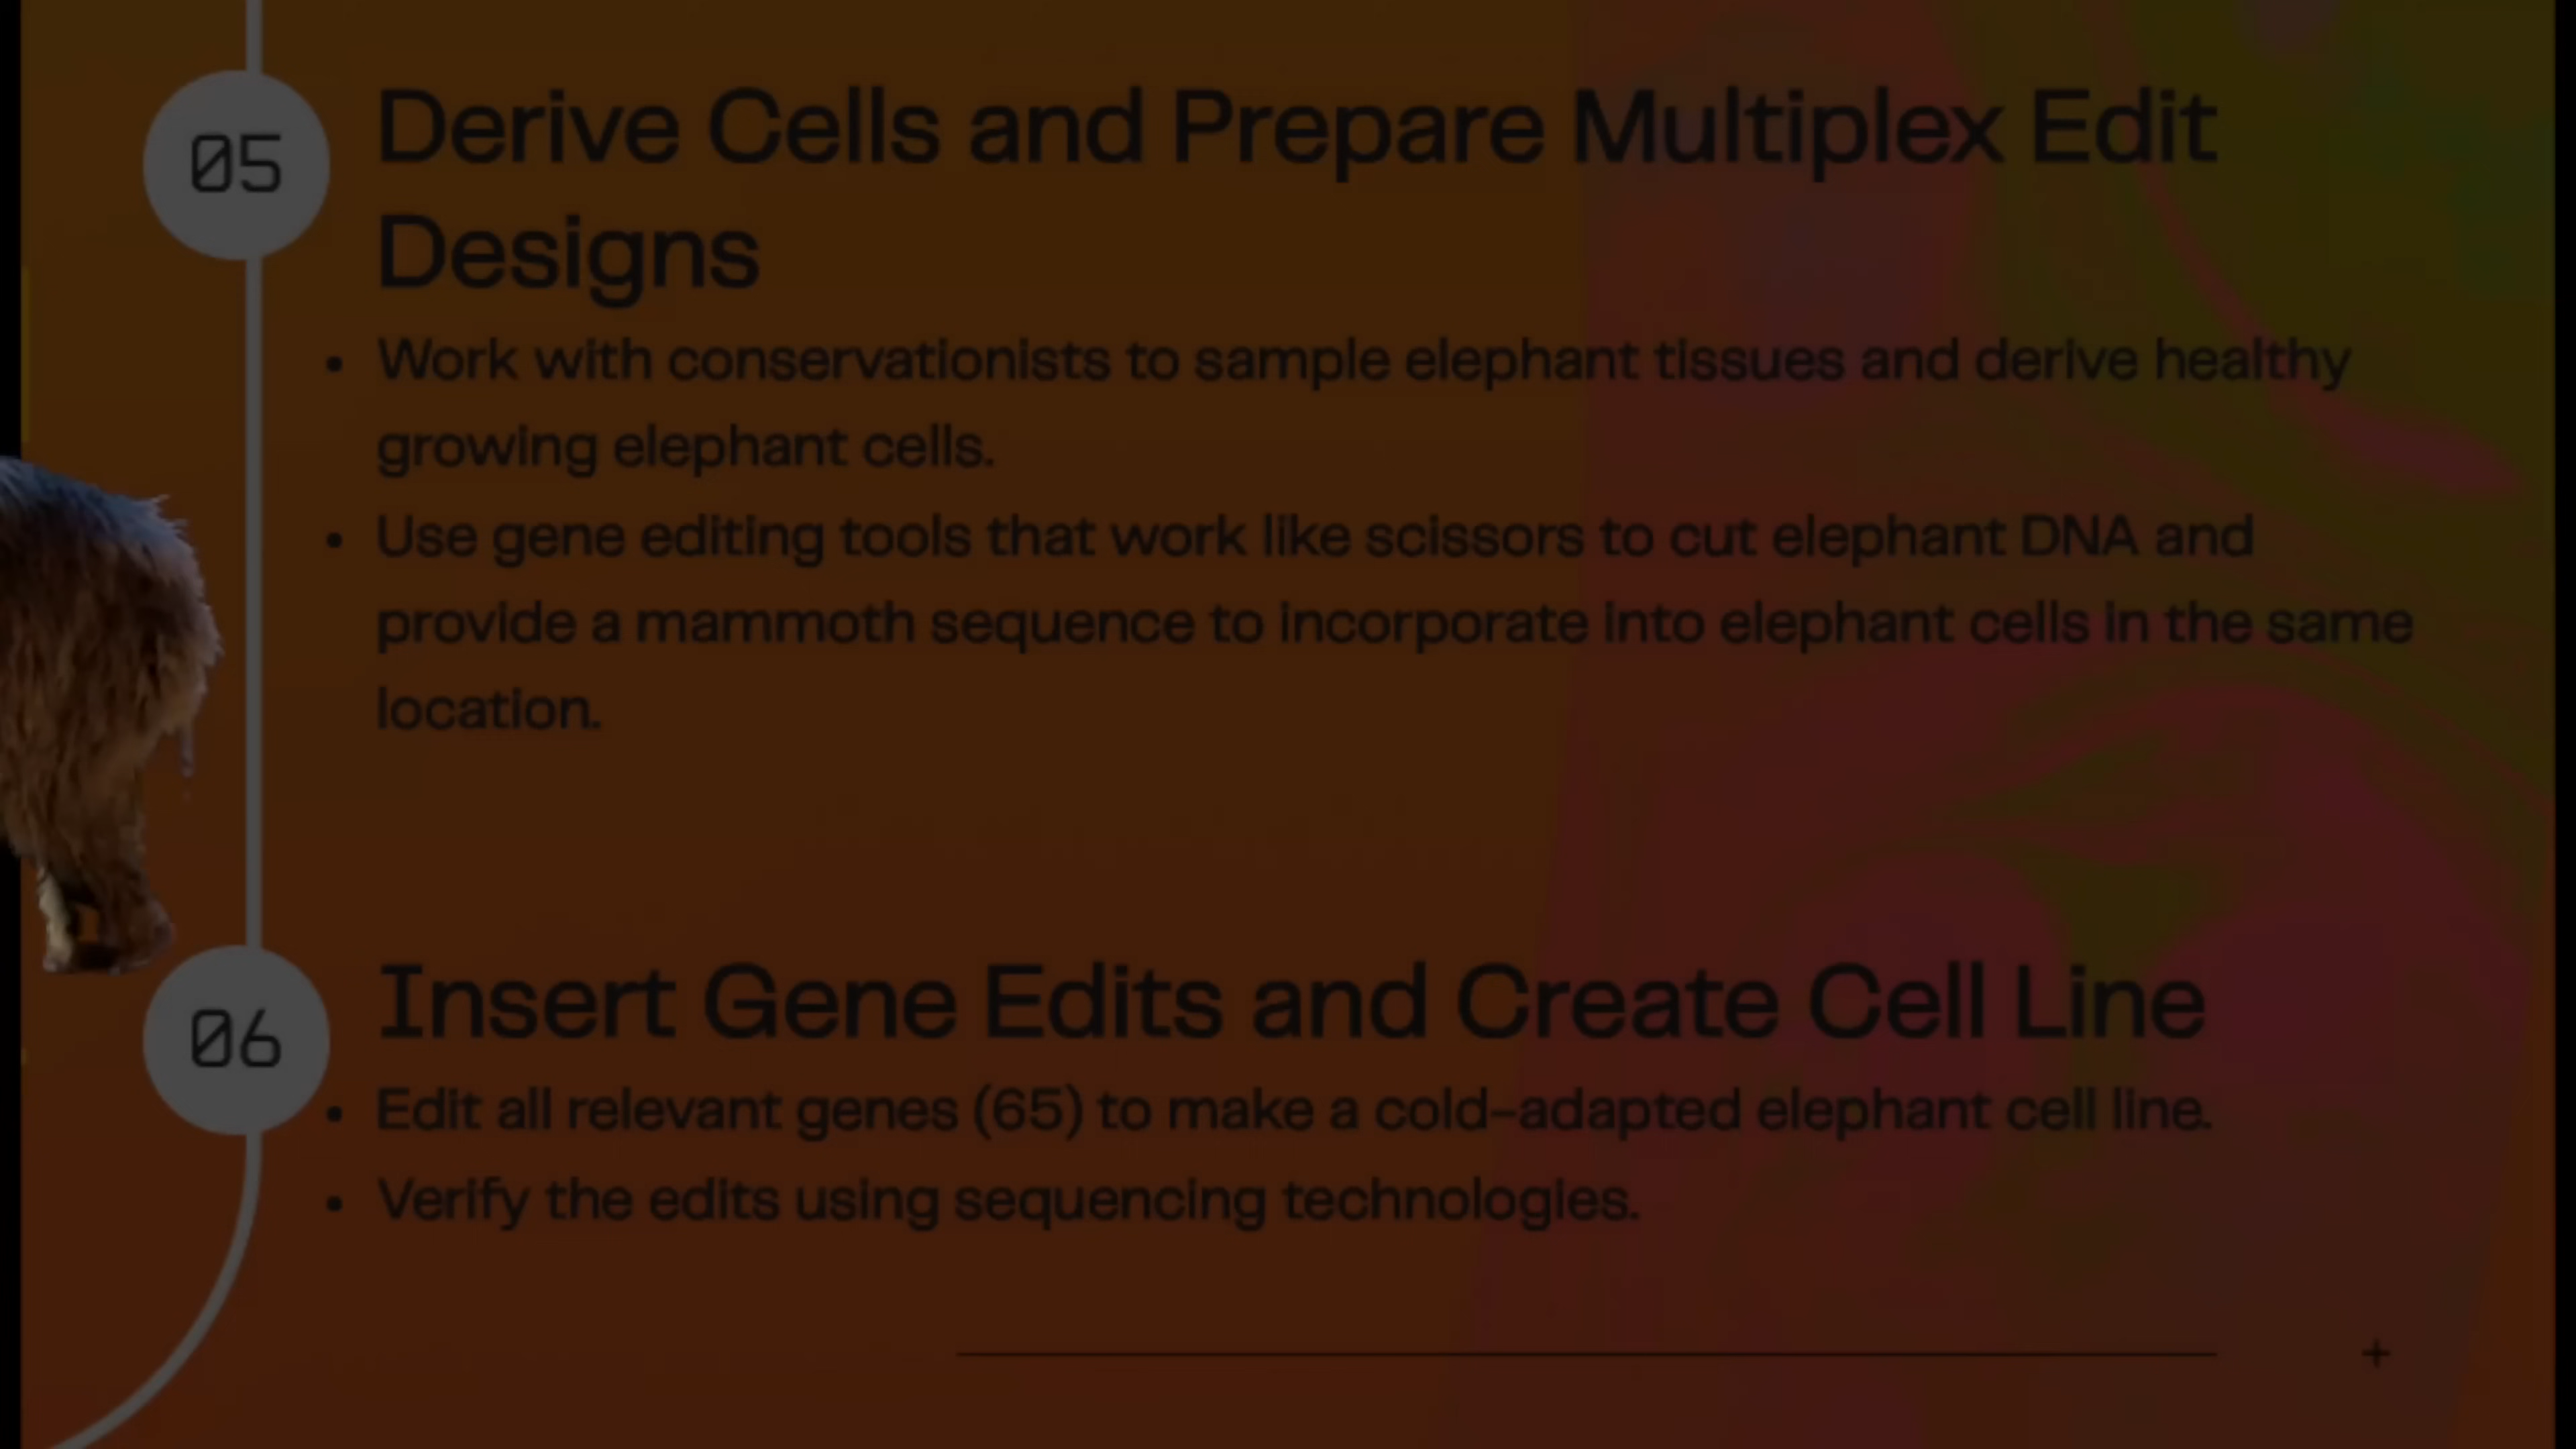 05
Derive Cells and Prepare Multiplex Edit
Designs
• Work with conservationists to sample elephant tissues and derive healthy
growing elephant cells.
• Use gene editing tools that work like scissors to cut elephant DNA and
provide a mammoth sequence to incorporate into elephant cells in the same
location.
06
Insert Gene Edits and Create Cell Line
• Edit all relevant genes (65) to make a cold-adapted elephant cell line.
• Verify the edits using sequencing technologies.
+